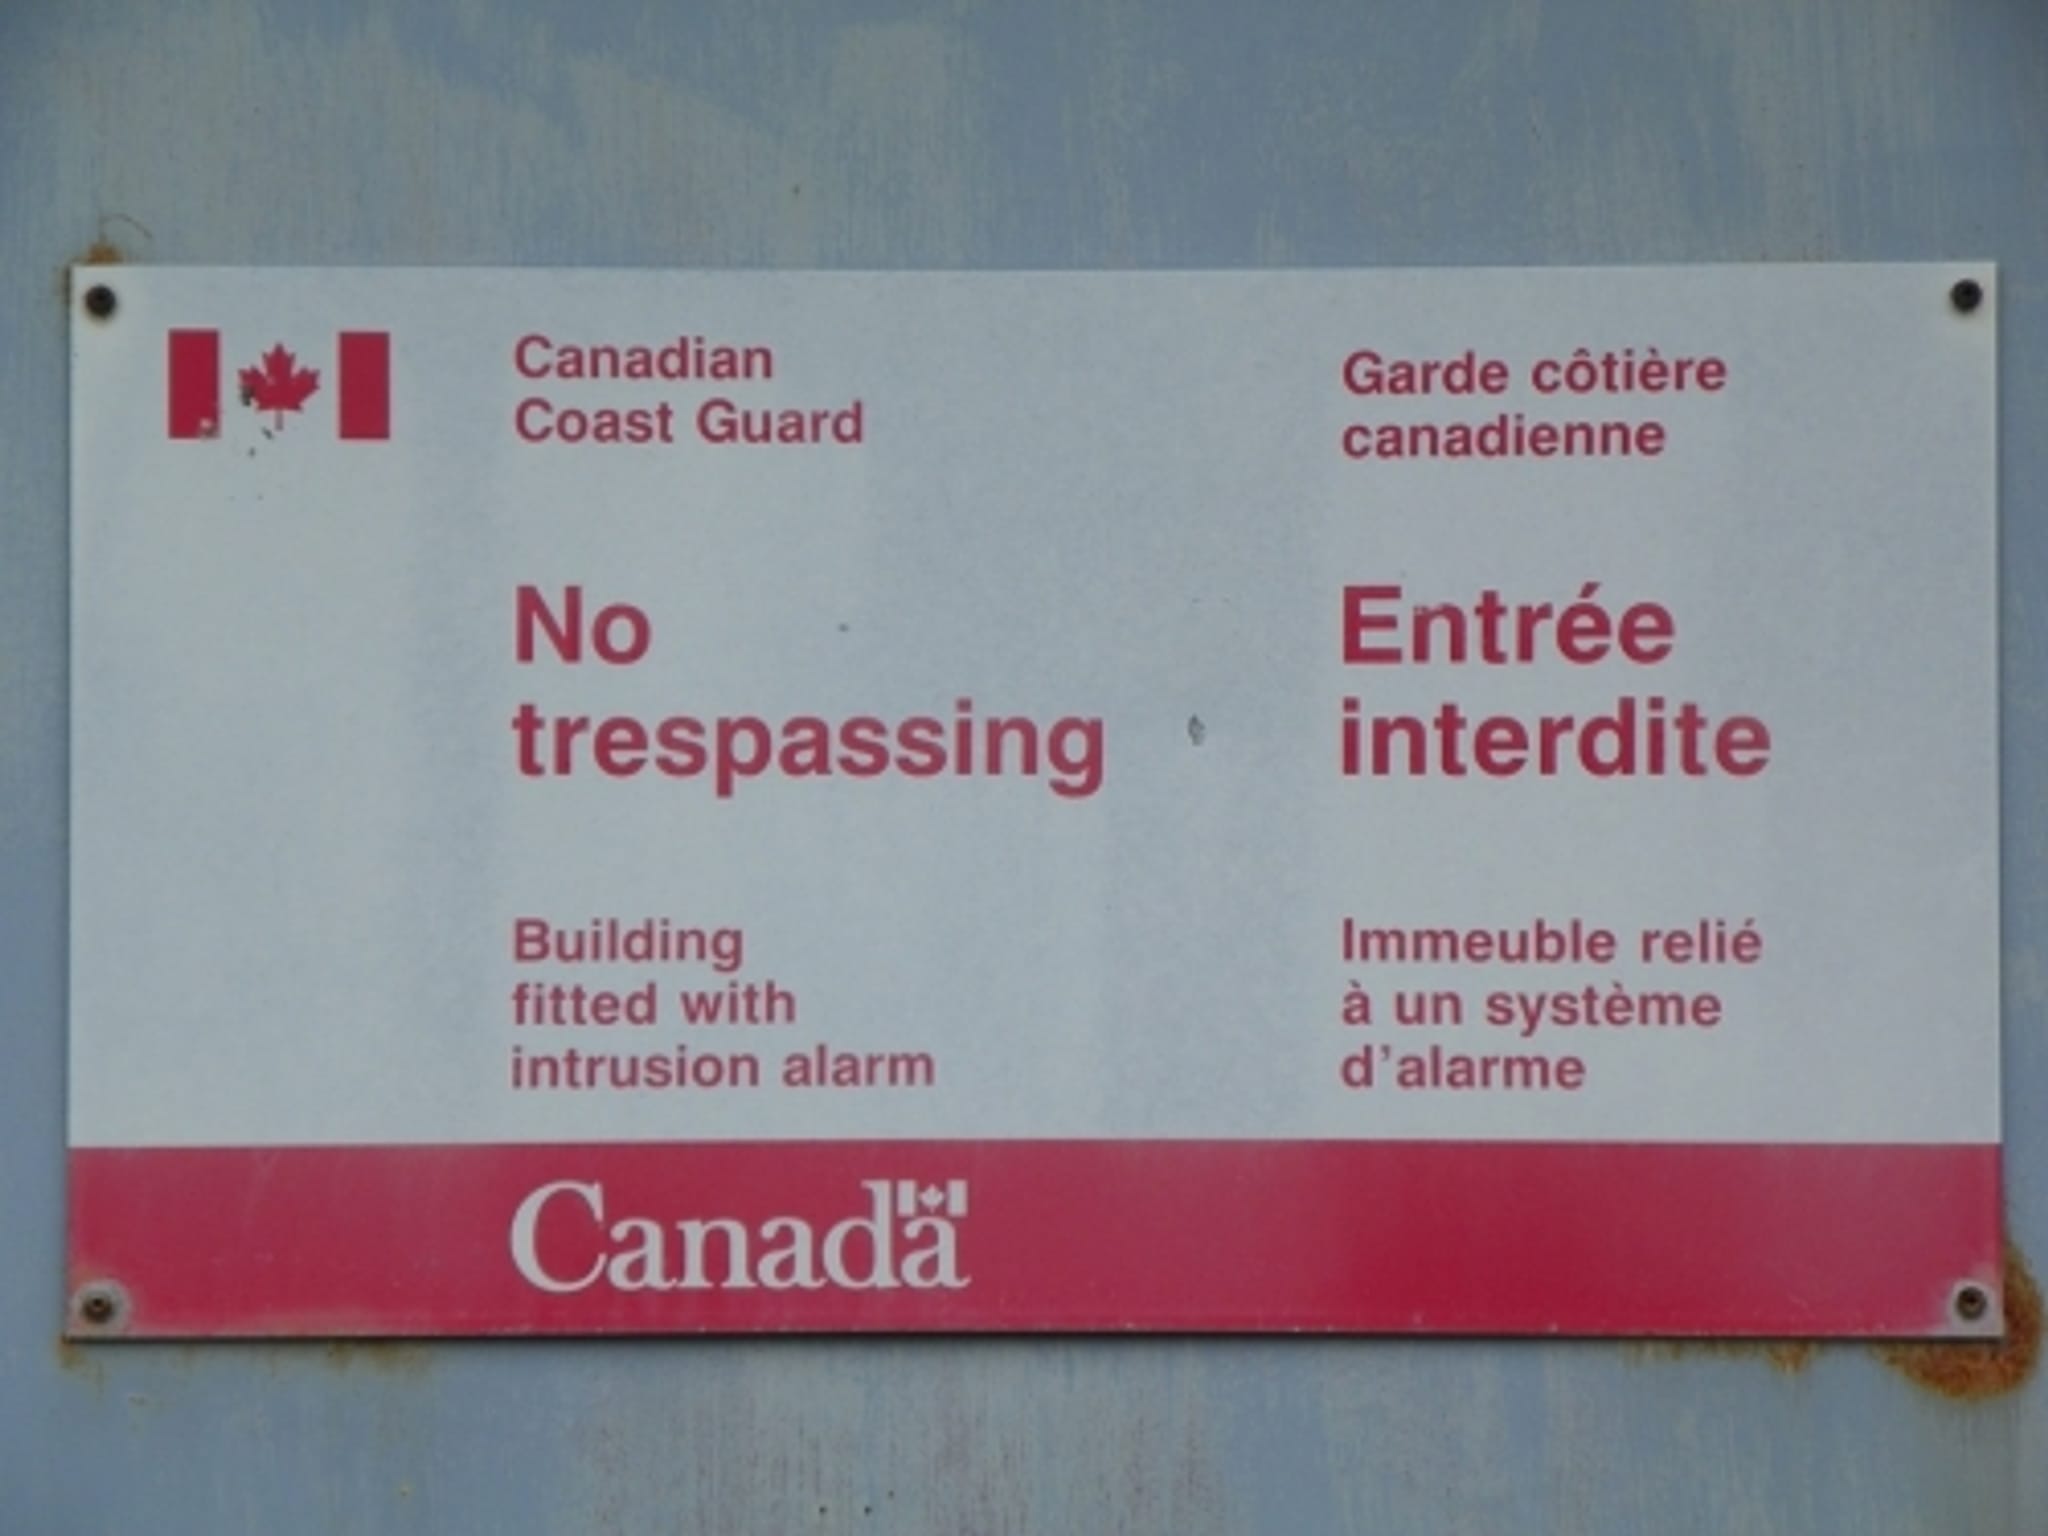 Canadian
Coast Guard
No
trespassing
Building
fitted with
intrusion alarm
Garde côtière
canadienne
Entrée
interdite
Immeuble relié
à un système
d'alarme
Canada